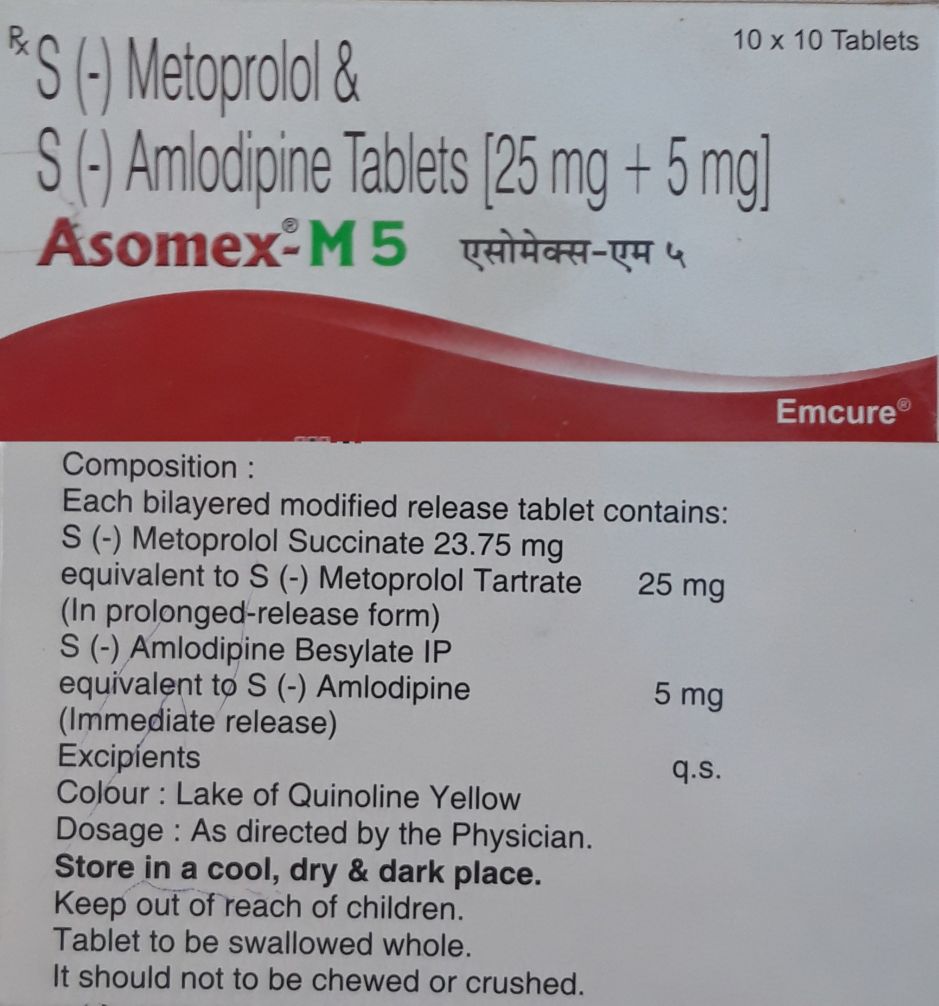 Rx S (-) Metoprolol &
10 x 10 Tablets
S (-) Amlodipine Tablets [25 mg + 5 mg]
Asomex®-M 5 एसोमेक्स-एम ५
Emcure®
Composition :
Each bilayered modified release tablet contains:
S (-) Metoprolol Succinate 23.75 mg
equivalent to S (-) Metoprolol Tartrate 25 mg
(In prolonged-release form)
S (-) Amlodipine Besylate IP
equivalent to S (-) Amlodipine 5 mg
(Immediate release)
Excipients q.s.
Colour : Lake of Quinoline Yellow
Dosage : As directed by the Physician.
Store in a cool, dry & dark place.
Keep out of reach of children.
Tablet to be swallowed whole.
It should not to be chewed or crushed.